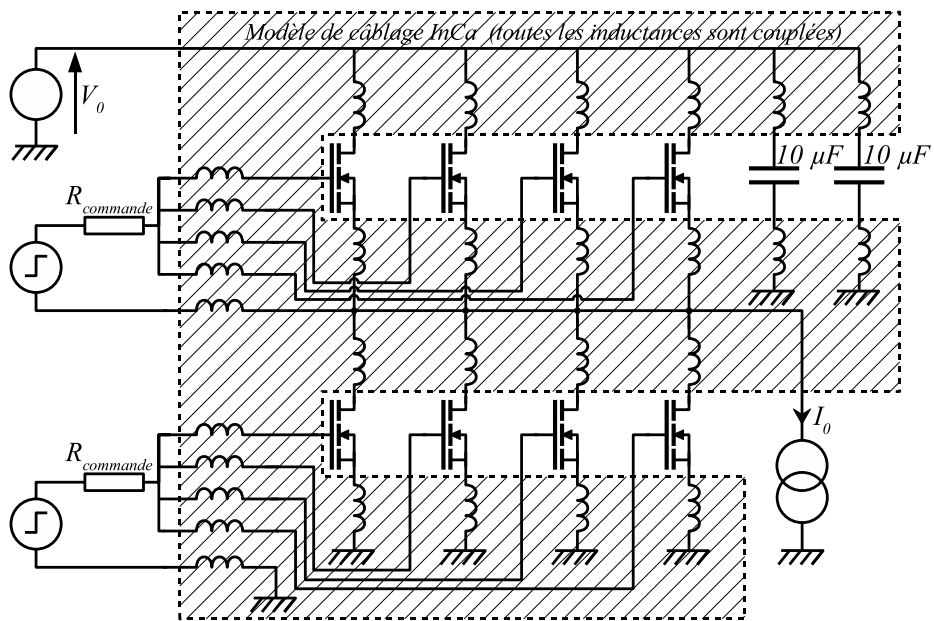 Modèle de câblage InCa (toutes les inductances sont couplées)
V0
10 µF
10 µF
Rcommande
I0
Rcommande